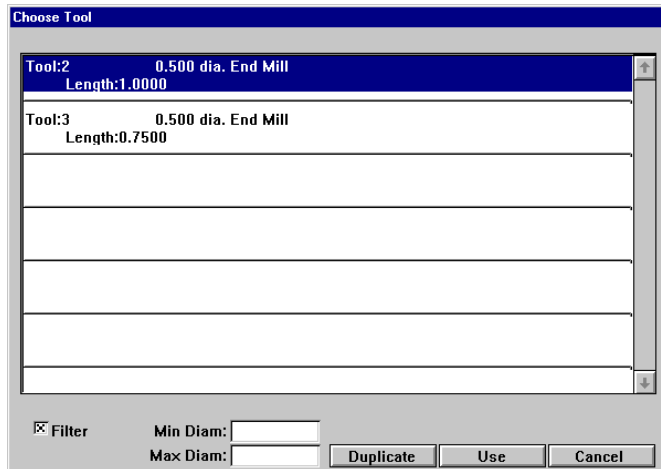 Choose Tool
Tool:2 0.500 dia. End Mill
Length:1.0000
Tool:3 0.500 dia. End Mill
Length:0.7500
Filter Min Diam:
Max Diam: Duplicate Use Cancel